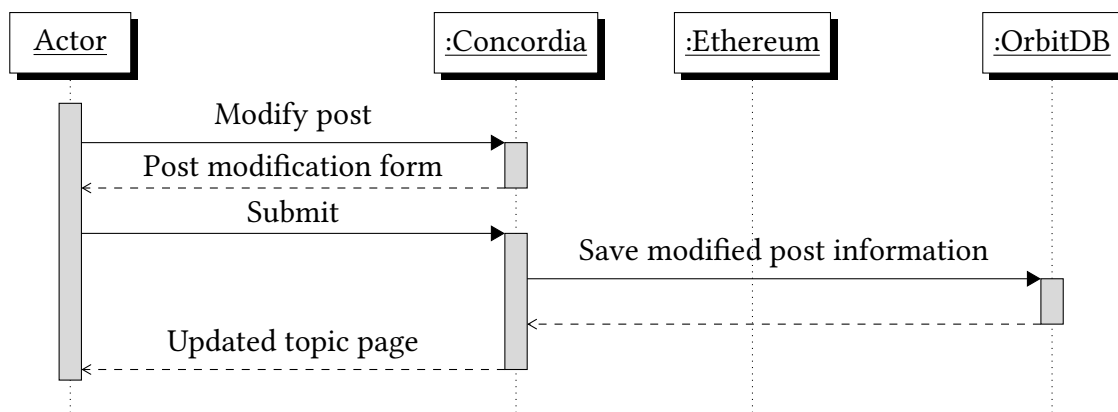 Actor
:Concordia
:Ethereum
:OrbitDB
Modify post
Post modification form
Submit
Save modified post information
Updated topic page